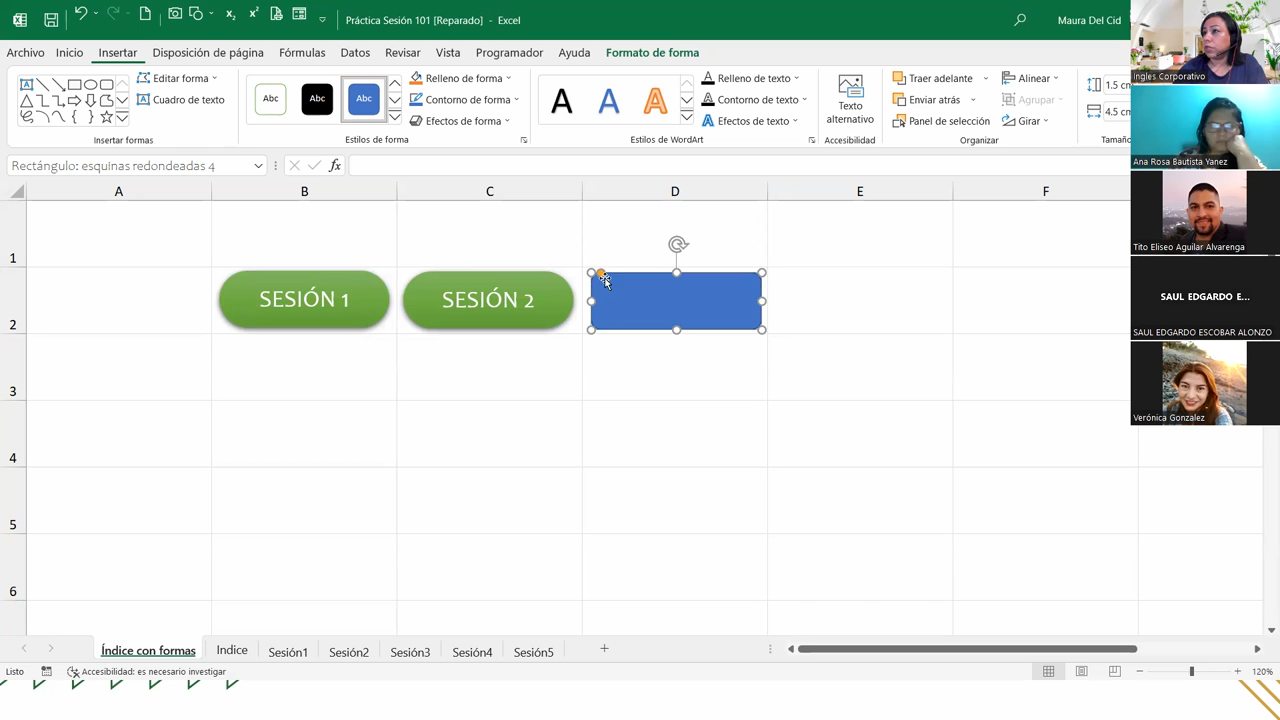 Práctica Sesión 101 [Reparado] - Excel
Maura Del Cid
Archivo Inicio Insertar Disposición de página Fórmulas Datos Revisar Vista Programador Ayuda Formato de forma
Editar forma
Cuadro de texto
Insertar formas
Abc Abc Abc
Relleno de forma
Contorno de forma
Efectos de forma
Estilos de forma
A A A
Relleno de texto
Contorno de texto
Efectos de texto
Estilos de WordArt
Texto
alternativo
Accesibilidad
Traer adelante
Enviar atrás
Panel de selección
Alinear
Agrupar
Girar
Organizar
1.5 cm
4.5 cm
Tamaño
Rectángulo: esquinas redondeadas 4
fx
A B C D E F
1
2
3
4
5
6
SESIÓN 1
SESIÓN 2
Índice con formas Indice Sesión1 Sesión2 Sesión3 Sesión4 Sesión5
Listo
Accesibilidad: es necesario investigar
120%
Ingles Corporativo
Ana Rosa Bautista Yanez
Tito Eliseo Aguilar Alvarenga
SAUL EDGARDO E...
SAUL EDGARDO ESCOBAR ALONZO
Verónica Gonzalez